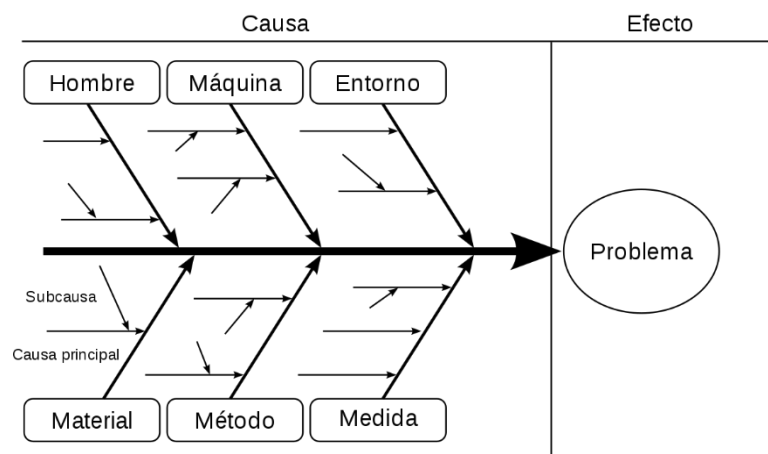 Causa
Efecto
Hombre
Máquina
Entorno
Problema
Subcausa
Causa principal
Material
Método
Medida